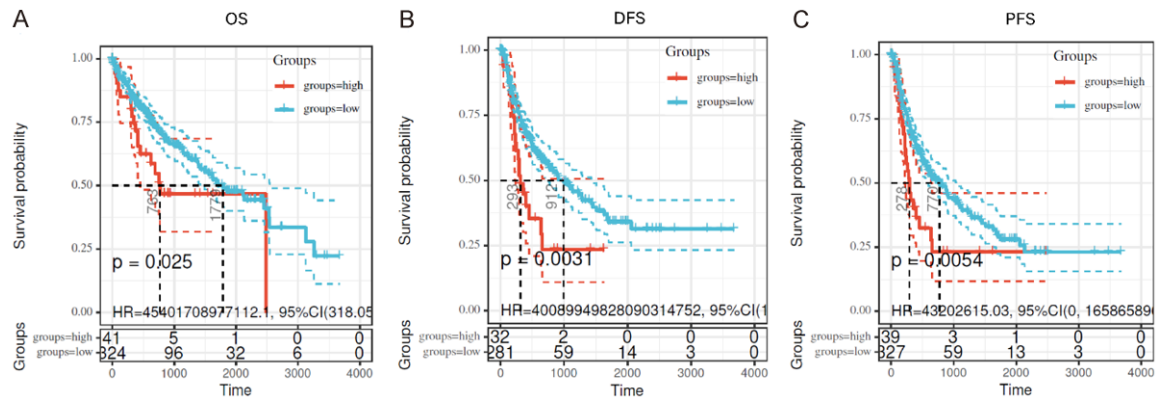 A
OS
Survival probability
1.00
0.75
0.50
0.25
0.00
Groups
groups=high
groups=low
763
1779
p = 0.025
HR=454017089777112.1, 95%CI(318.05
Groups
groups=high 41 5 1 0 0
groups=low 324 96 32 6 0
0 1000 2000 3000 4000
Time
B
DFS
Survival probability
1.00
0.75
0.50
0.25
0.00
Groups
groups=high
groups=low
293
912
p = 0.0031
HR=40089949828090314752, 95%CI(1
Groups
groups=high 32 2 0 0 0
groups=low 281 59 14 3 0
0 1000 2000 3000 4000
Time
C
PFS
Survival probability
1.00
0.75
0.50
0.25
0.00
Groups
groups=high
groups=low
278
770
p = 0.0054
HR=43202615.03, 95%CI(0, 165865890
Groups
groups=high 39 3 1 0 0
groups=low 327 59 13 3 0
0 1000 2000 3000 4000
Time